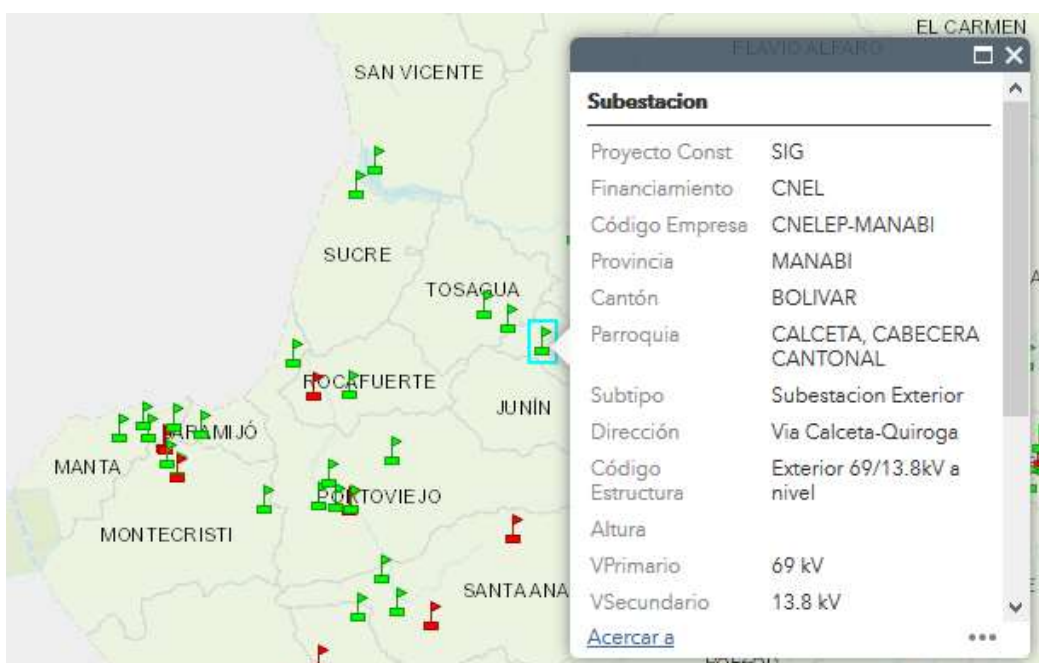 EL CARMEN
FLAVIO ALFARO
SAN VICENTE
SUCRE
TOSAGUA
ROCAFUERTE
JUNÍN
JARAMIJÓ
MANTA
PORTOVIEJO
MONTECRISTI
SANTA ANA
Subestacion
Proyecto Const SIG
Financiamiento CNEL
Código Empresa CNELEP-MANABI
Provincia MANABI
Cantón BOLIVAR
Parroquia CALCETA, CABECERA
CANTONAL
Subtipo Subestacion Exterior
Dirección Via Calceta-Quiroga
Código Exterior 69/13.8kV a
Estructura nivel
Altura
VPrimario 69 kV
VSecundario 13.8 kV
Acercar a